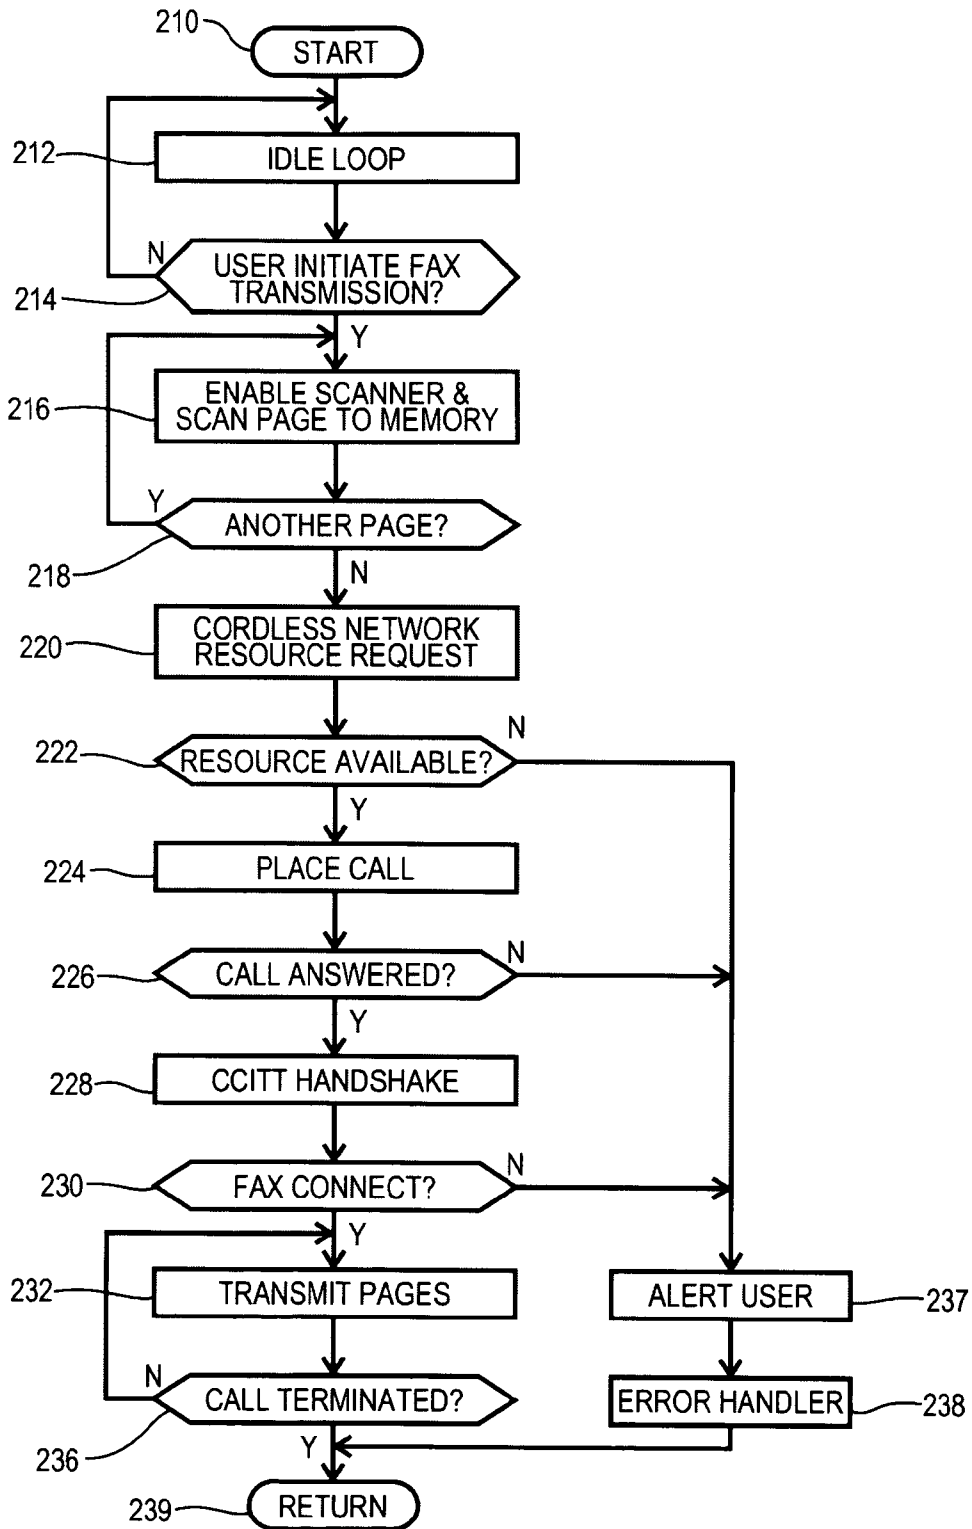 210
START
212
IDLE LOOP
N
USER INITIATE FAX
TRANSMISSION?
214
Y
ENABLE SCANNER &
SCAN PAGE TO MEMORY
216
Y
ANOTHER PAGE?
218
N
CORDLESS NETWORK
RESOURCE REQUEST
220
N
222
RESOURCE AVAILABLE?
Y
224
PLACE CALL
N
226
CALL ANSWERED?
Y
228
CCITT HANDSHAKE
N
230
FAX CONNECT?
Y
232
TRANSMIT PAGES
ALERT USER
237
N
CALL TERMINATED?
ERROR HANDLER
238
236
Y
239
RETURN